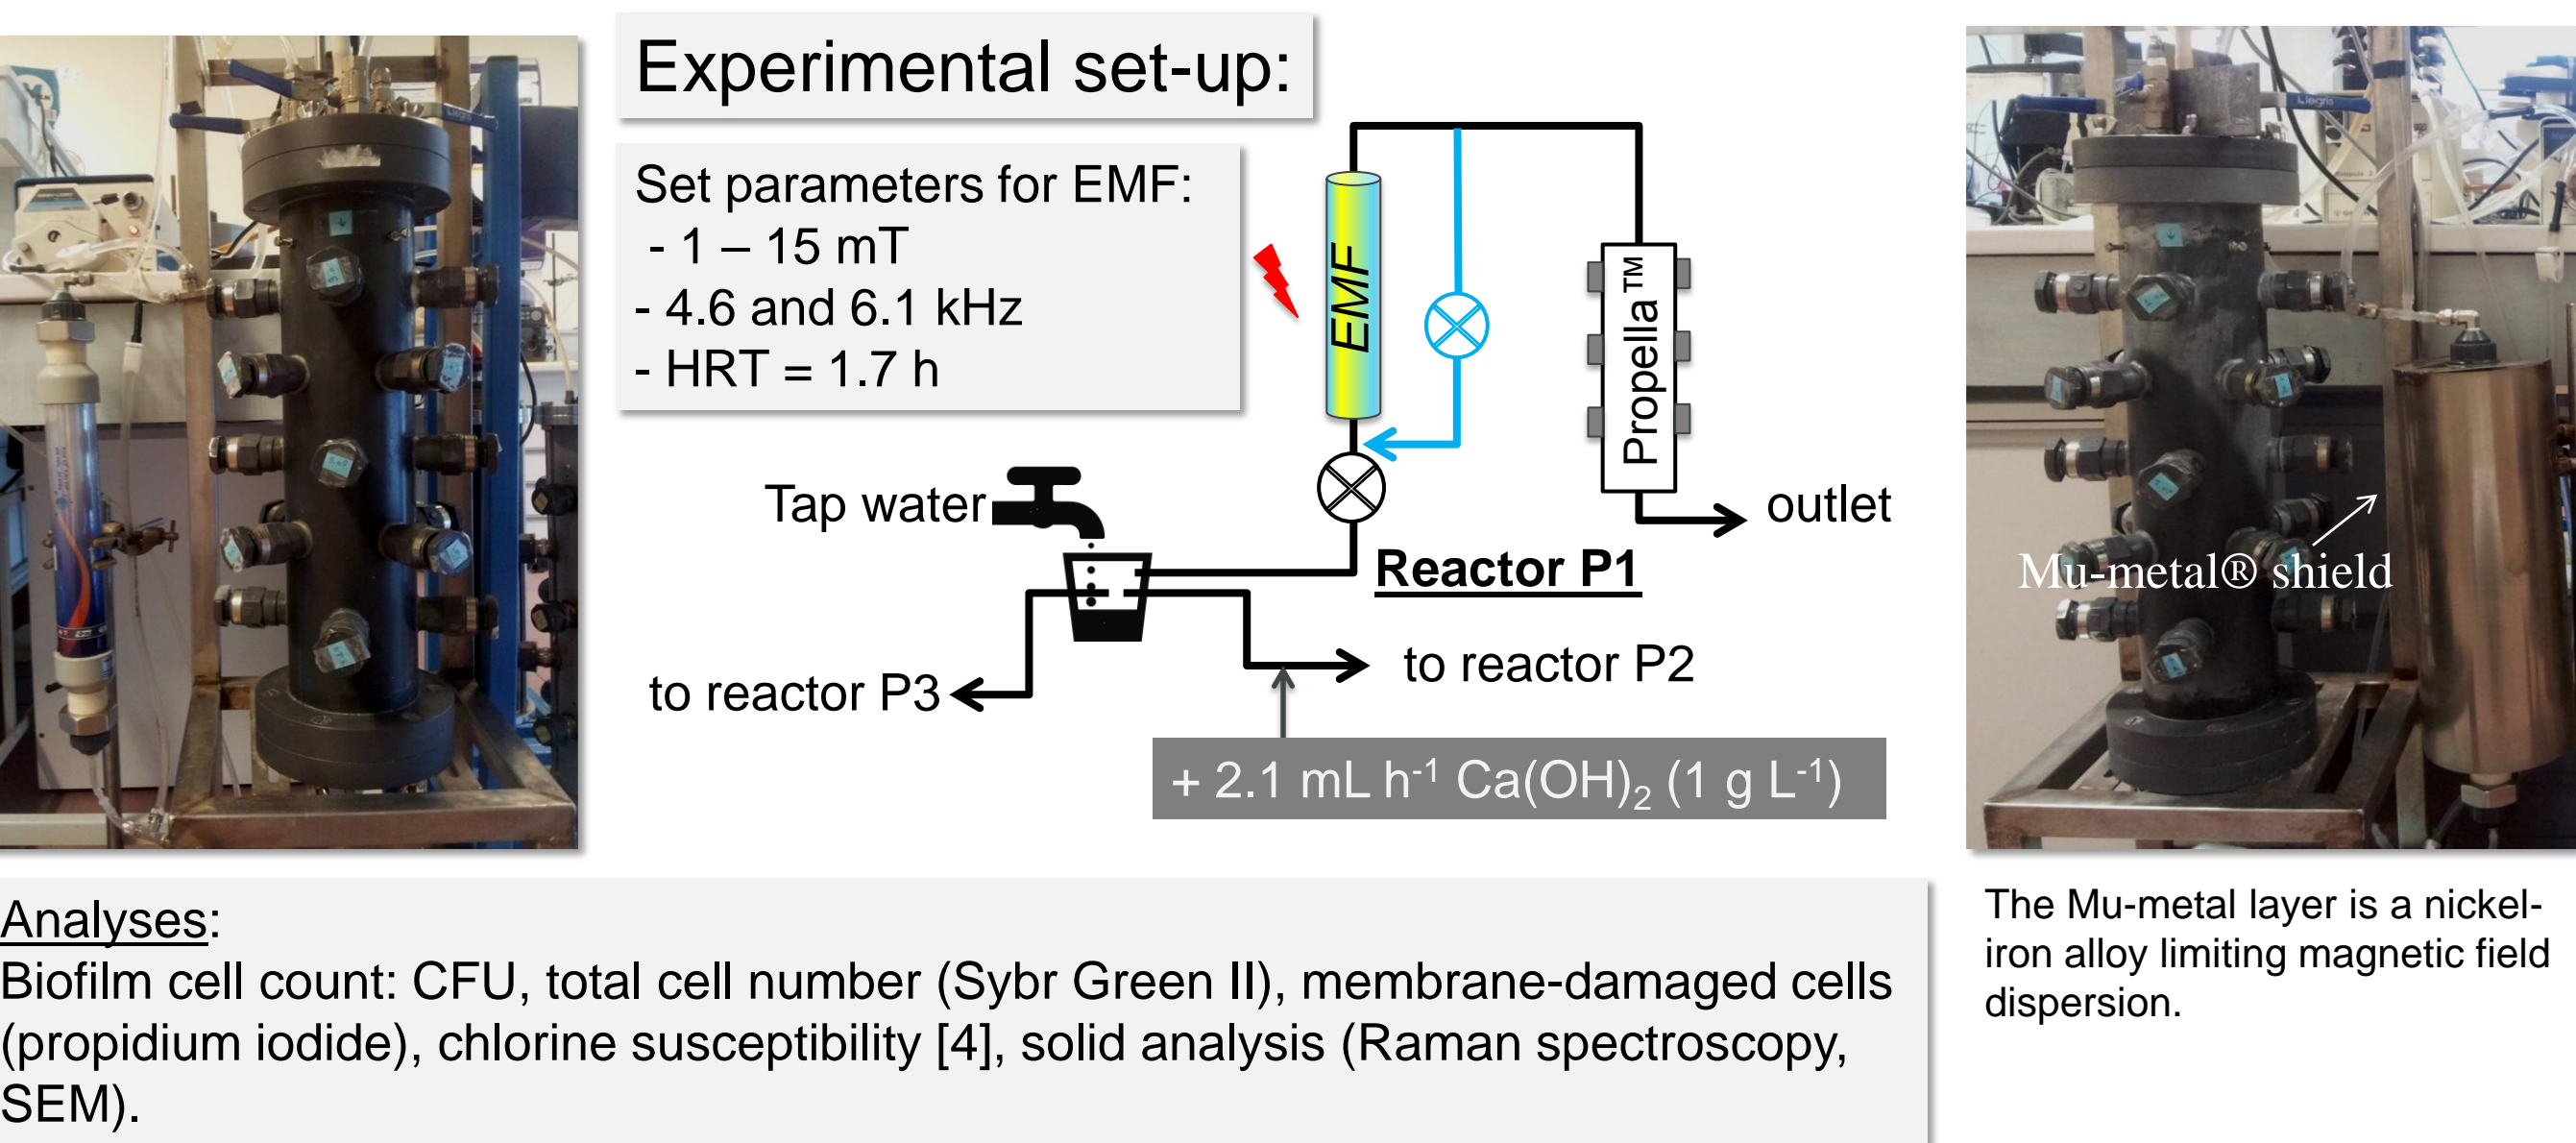 Experimental set-up:
Set parameters for EMF:
- 1 – 15 mT
- 4.6 and 6.1 kHz
- HRT = 1.7 h
EMF
Propella™
Tap water
outlet
Reactor P1
to reactor P2
to reactor P3
+ 2.1 mL h⁻¹ Ca(OH)₂ (1 g L⁻¹)
Legris
Legris
Mu-metal® shield
Analyses:
Biofilm cell count: CFU, total cell number (Sybr Green II), membrane-damaged cells
(propidium iodide), chlorine susceptibility [4], solid analysis (Raman spectroscopy,
SEM).
The Mu-metal layer is a nickel-
iron alloy limiting magnetic field
dispersion.